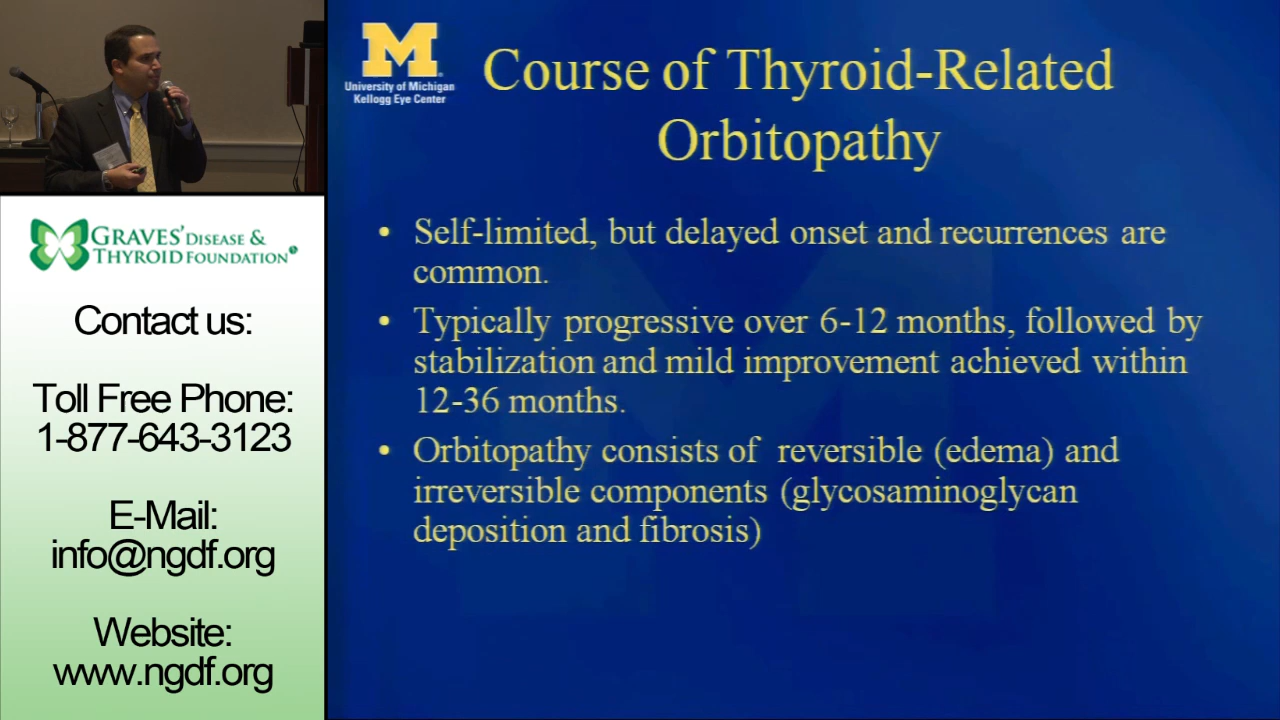 M
University of Michigan
Kellogg Eye Center
Course of Thyroid-Related
Orbitopathy
• Self-limited, but delayed onset and recurrences are
common.
• Typically progressive over 6-12 months, followed by
stabilization and mild improvement achieved within
12-36 months.
• Orbitopathy consists of reversible (edema) and
irreversible components (glycosaminoglycan
deposition and fibrosis)
GRAVES' DISEASE &
THYROID FOUNDATION
Contact us:
Toll Free Phone:
1-877-643-3123
E-Mail:
info@ngdf.org
Website:
www.ngdf.org